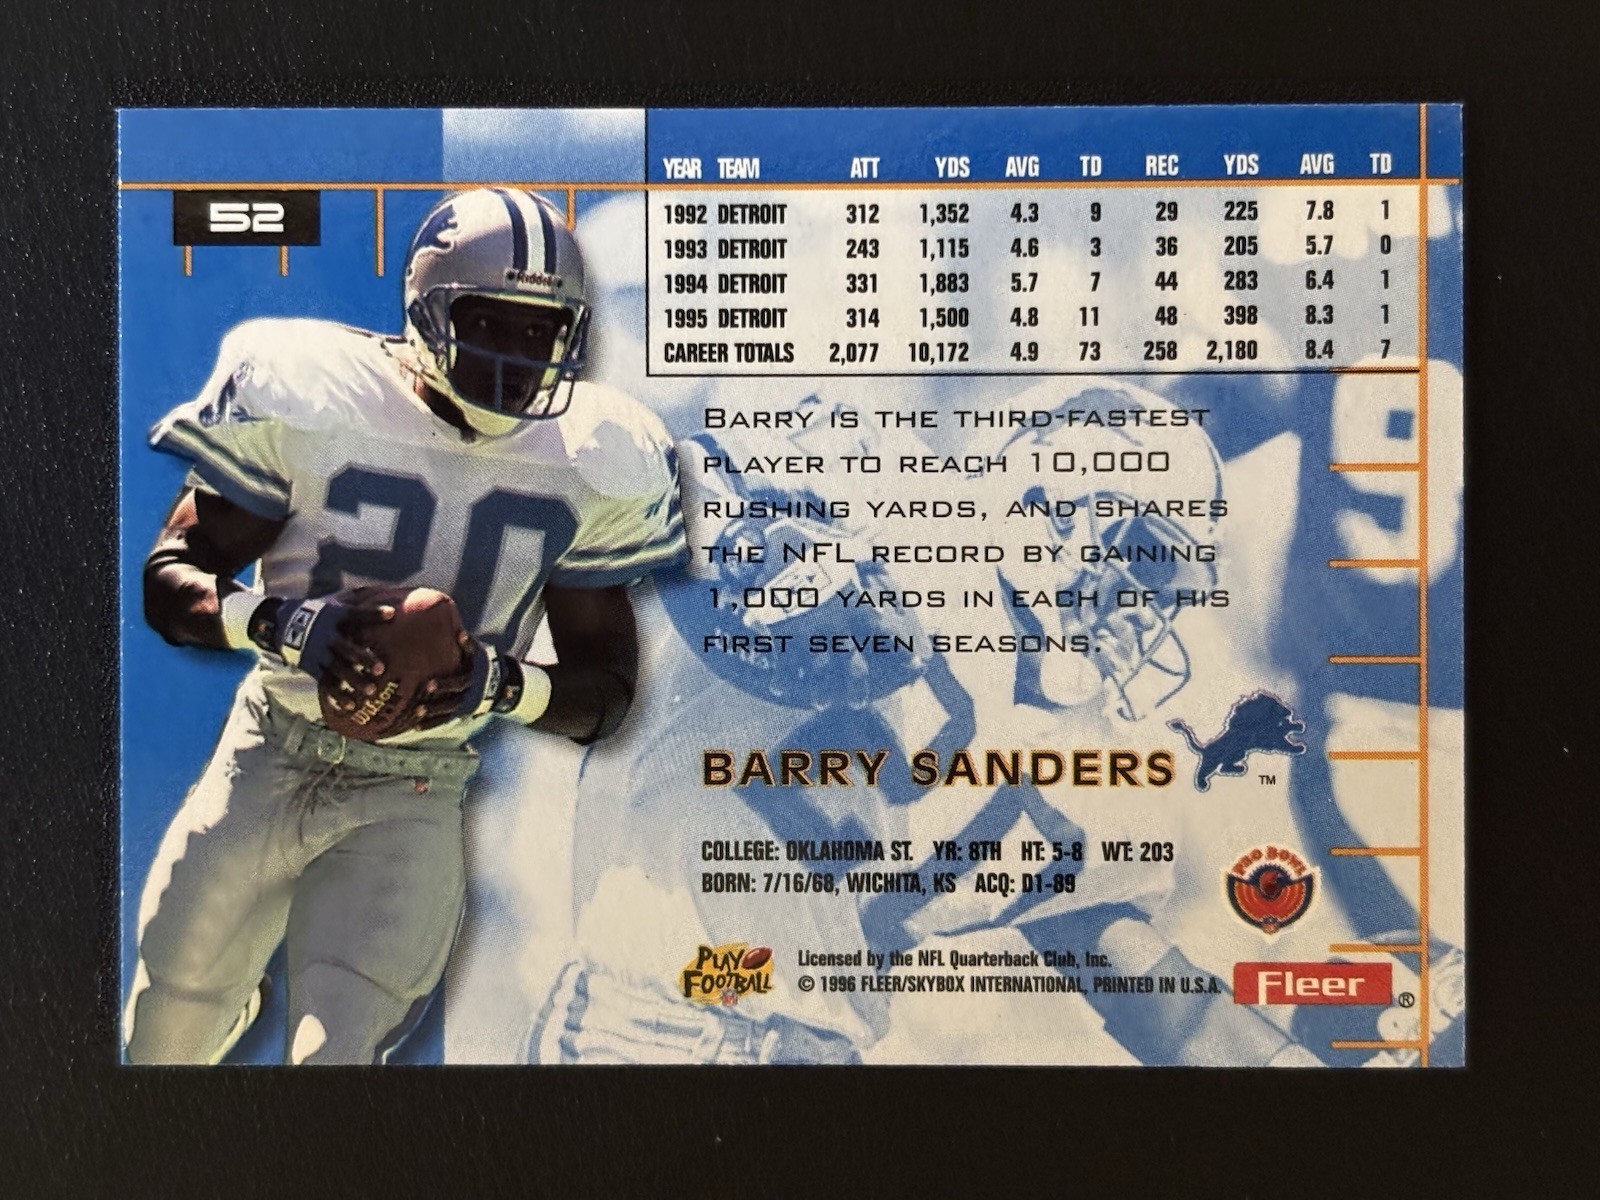 52
YEAR TEAM ATT YDS AVG TD REC YDS AVG TD
1992 DETROIT 312 1,352 4.3 9 29 225 7.8 1
1993 DETROIT 243 1,115 4.6 3 36 205 5.7 0
1994 DETROIT 331 1,883 5.7 7 44 283 6.4 1
1995 DETROIT 314 1,500 4.8 11 48 398 8.3 1
CAREER TOTALS 2,077 10,172 4.9 73 258 2,180 8.4 7
Riddell
20
Wilson
BARRY IS THE THIRD-FASTEST
PLAYER TO REACH 10,000
RUSHING YARDS, AND SHARES
THE NFL RECORD BY GAINING
1,000 YARDS IN EACH OF HIS
FIRST SEVEN SEASONS.
BARRY SANDERS
TM
COLLEGE: OKLAHOMA ST. YR: 8TH HT: 5-8 WT: 203
BORN: 7/16/68, WICHITA, KS ACQ: D1-89
PRO BOWL
PLAY
FOOTBALL
Licensed by the NFL Quarterback Club, Inc.
© 1996 FLEER/SKYBOX INTERNATIONAL, PRINTED IN U.S.A.
Fleer ®